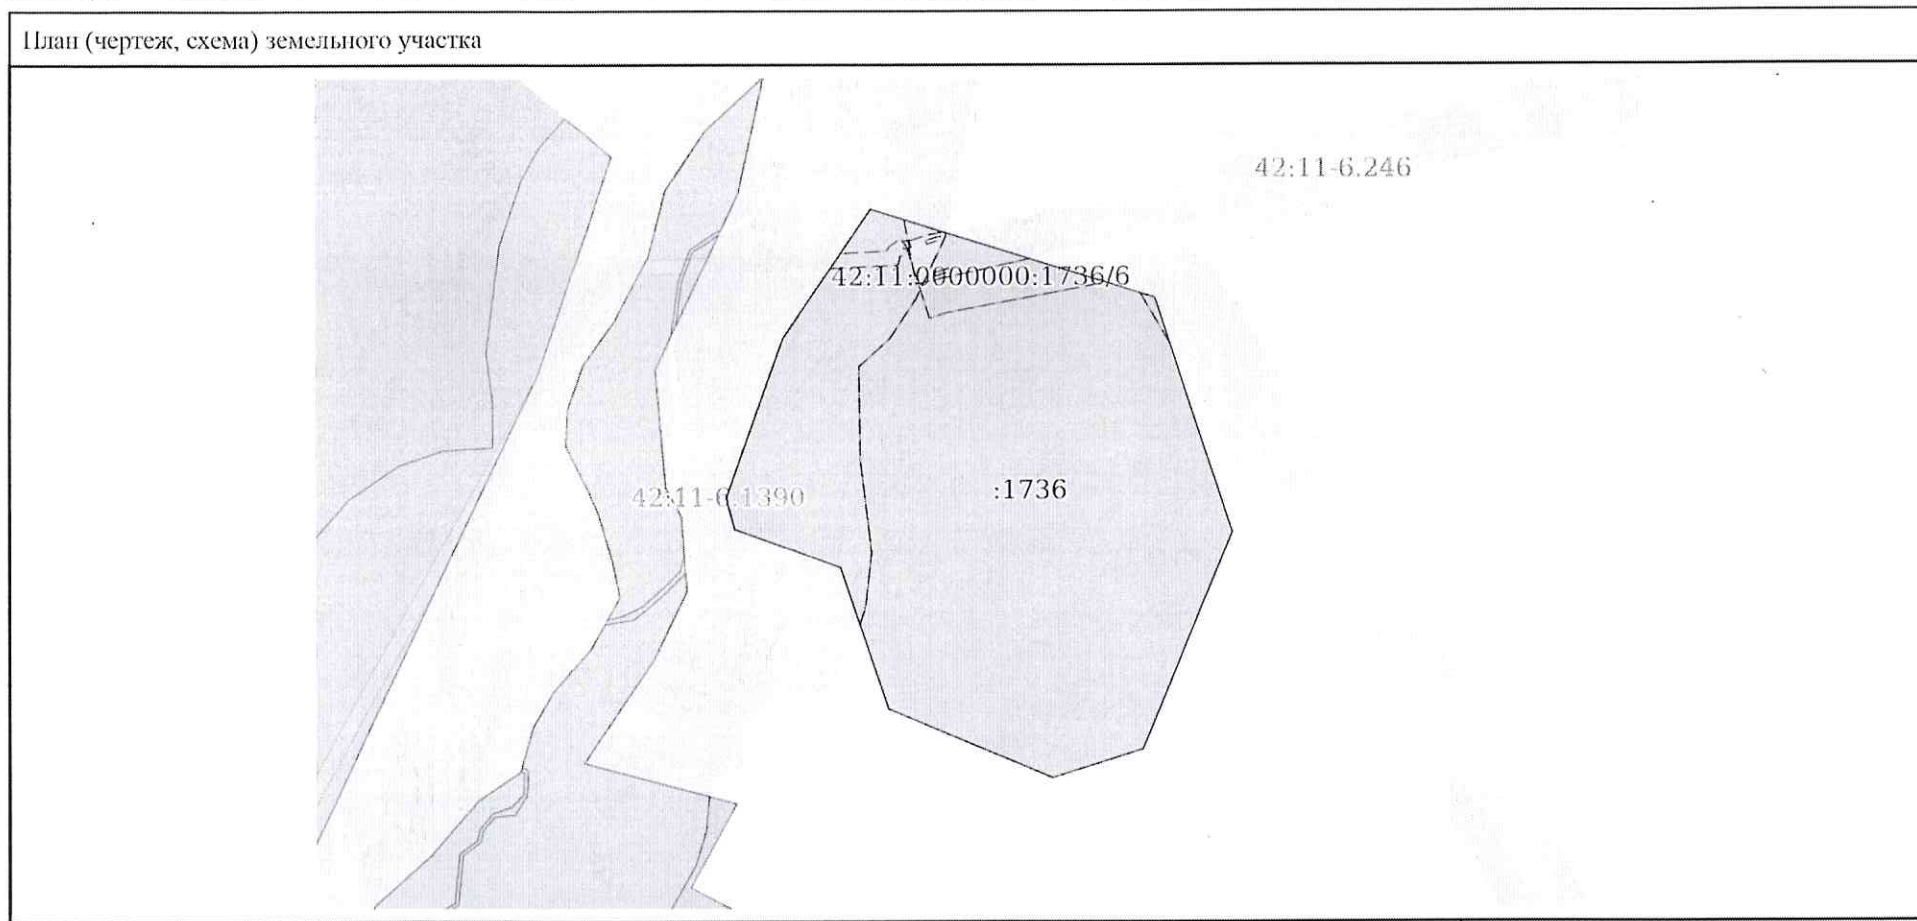 План (чертеж, схема) земельного участка
42:11-6.246
42:11:0000000:1736/6
:1736
42:11-6.1390